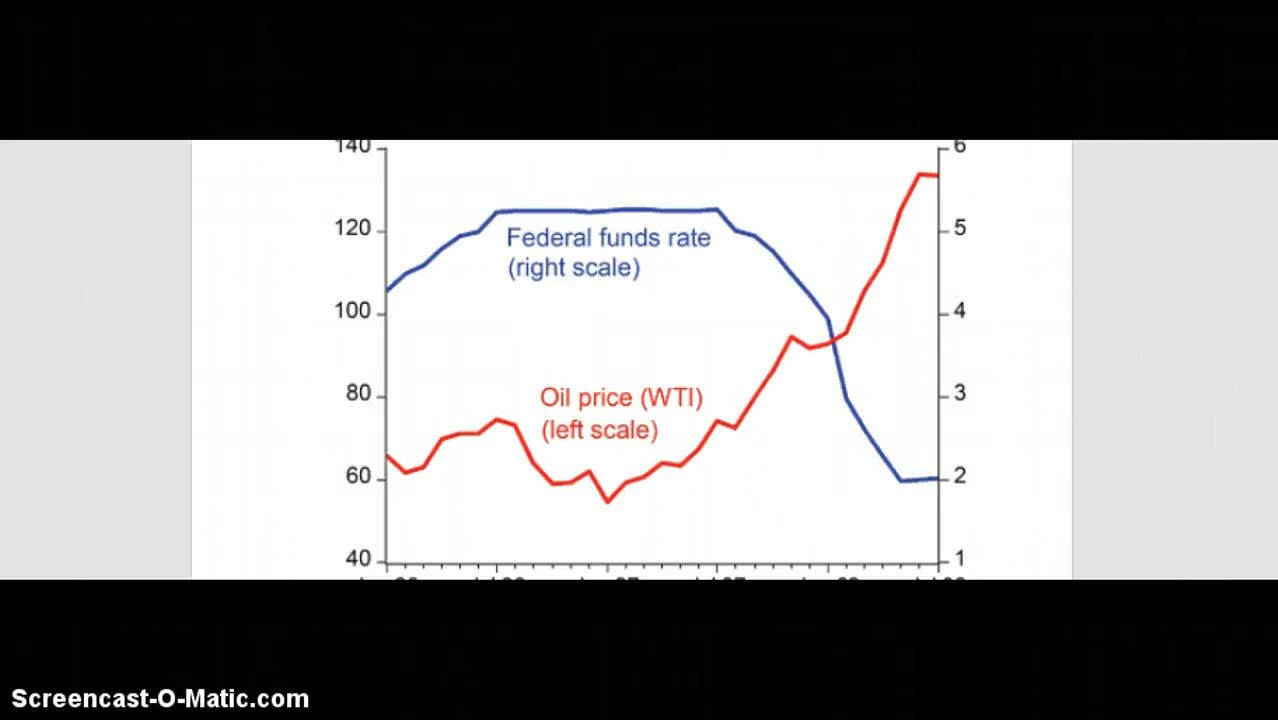 140
6
120
Federal funds rate
5
(right scale)
100
4
80
Oil price (WTI)
3
(left scale)
60
2
40
1
Screencast-O-Matic.com